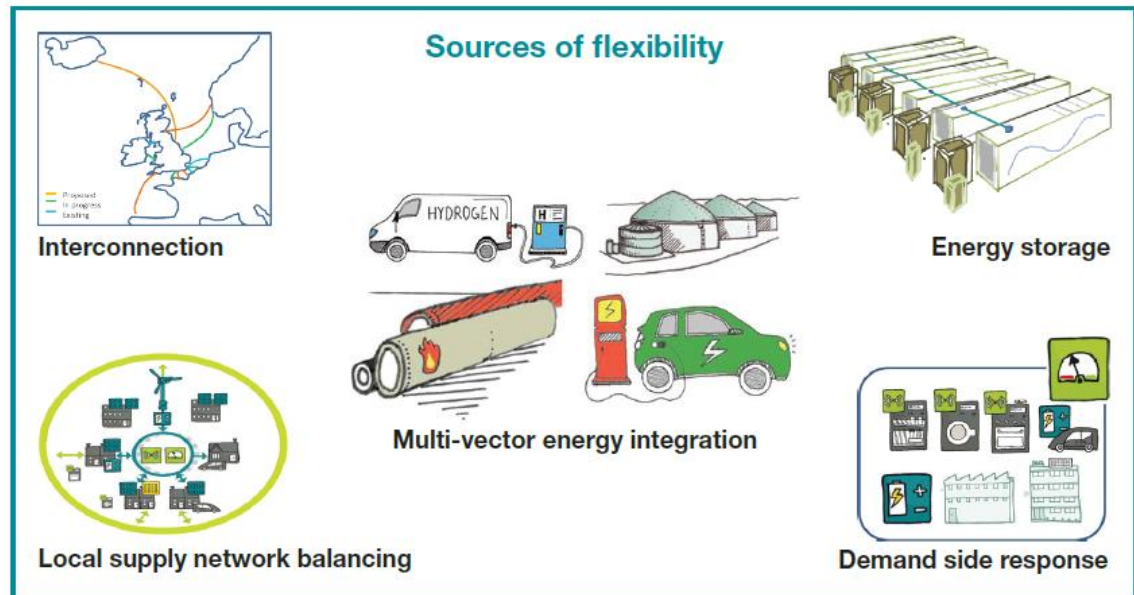 Sources of flexibility
Proposed
In progress
Existing
Interconnection
HYDROGEN
H
Energy storage
Multi-vector energy integration
Local supply network balancing
Demand side response